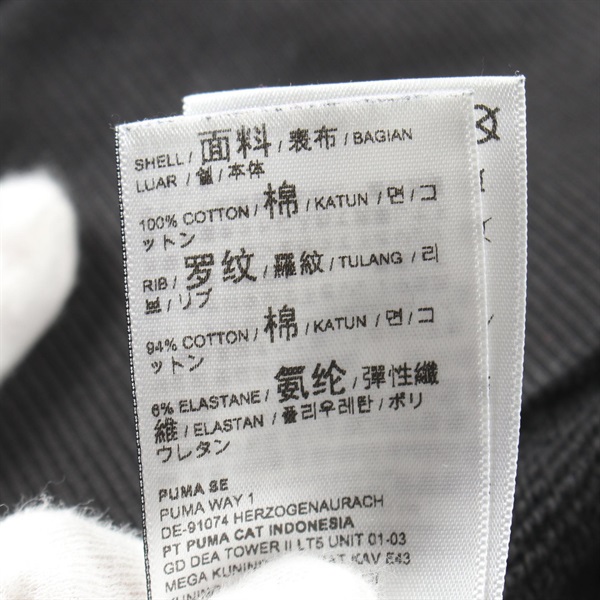 SHELL / 面料 / 表布 / BAGIAN
LUAR / 쉘 / 本体
100% COTTON / 棉 / KATUN / 면 / コ
ットン
RIB / 罗纹 / 羅紋 / TULANG / 리
브 / リブ
94% COTTON / 棉 / KATUN / 면 / コ
ットン
6% ELASTANE / 氨纶 / 彈性纖
維 / ELASTAN / 폴리우레탄 / ポリ
ウレタン
PUMA SE
PUMA WAY 1
DE-91074 HERZOGENAURACH
PT PUMA CAT INDONESIA
GD DEA TOWER II LT5 UNIT 01-03
MEGA KAV E43